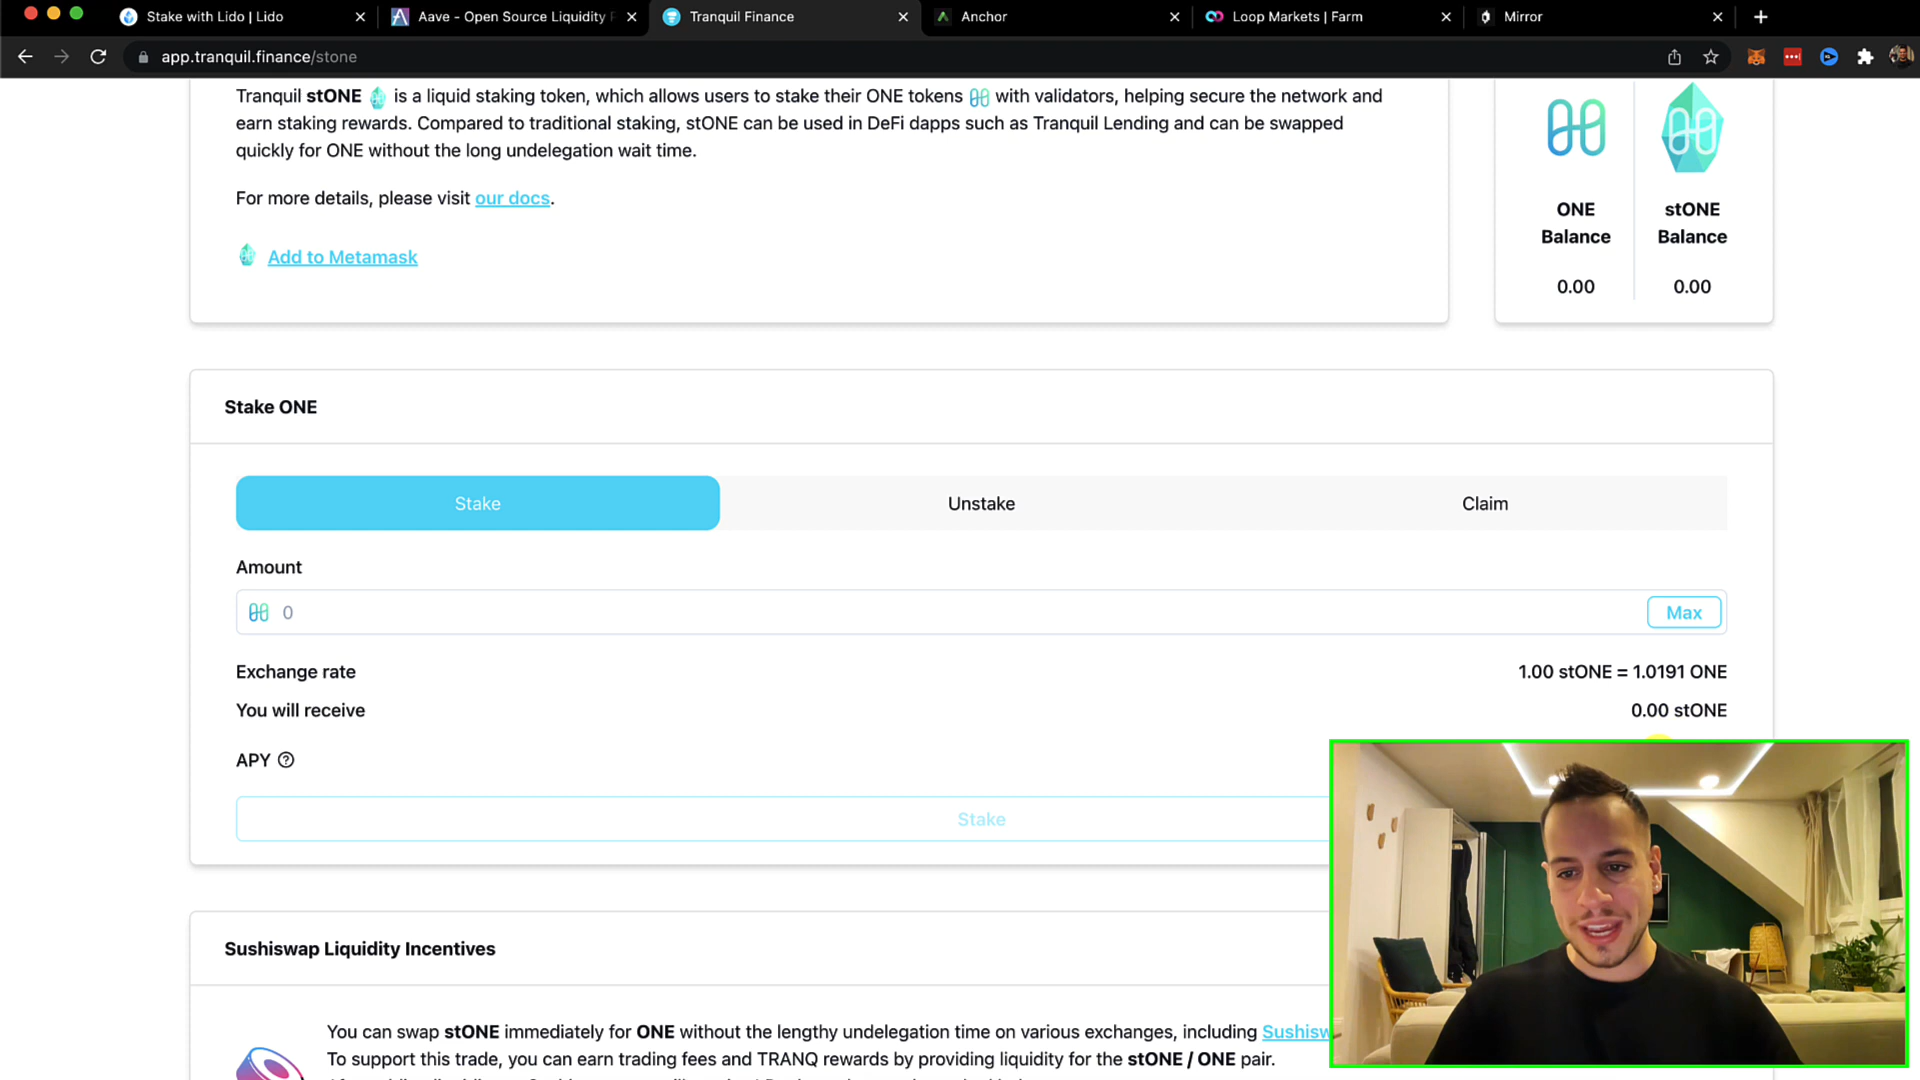 Stake with Lido | Lido
Aave - Open Source Liquidity
Tranquil Finance
Anchor
Loop Markets | Farm
Mirror
app.tranquil.finance/stone
Tranquil stONE is a liquid staking token, which allows users to stake their ONE tokens with validators, helping secure the network and
earn staking rewards. Compared to traditional staking, stONE can be used in DeFi dapps such as Tranquil Lending and can be swapped
quickly for ONE without the long undelegation wait time.
For more details, please visit our docs.
Add to Metamask
ONE
Balance
0.00
stONE
Balance
0.00
Stake ONE
Stake
Unstake
Claim
Amount
0
Max
Exchange rate
1.00 stONE = 1.0191 ONE
You will receive
0.00 stONE
APY
Stake
Sushiswap Liquidity Incentives
You can swap stONE immediately for ONE without the lengthy undelegation time on various exchanges, including Sushisw
To support this trade, you can earn trading fees and TRANQ rewards by providing liquidity for the stONE / ONE pair.